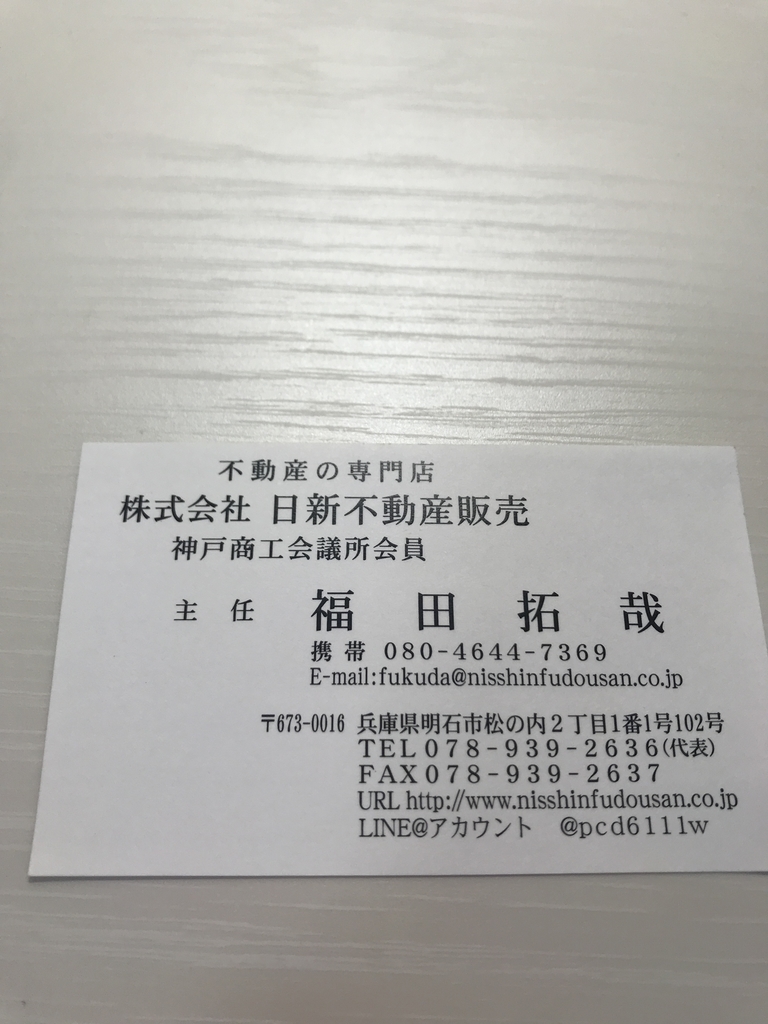 不動産の専門店
株式会社 日新不動産販売
神戸商工会議所会員
主 任 福 田 拓 哉
携 帯 080-4644-7369
E-mail:fukuda@nisshinfudousan.co.jp
〒673-0016 兵庫県明石市松の内2丁目1番1号102号
TEL078-939-2636(代表)
FAX078-939-2637
URL http://www.nisshinfudousan.co.jp
LINE@アカウント @pcd6111w